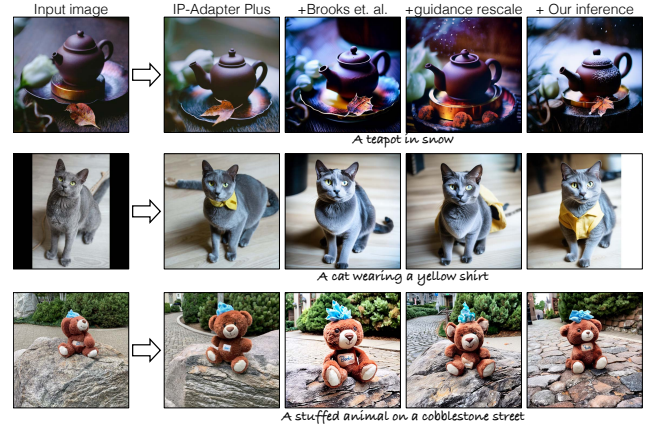 Input image IP-Adapter Plus +Brooks et. al. +guidance rescale + Our inference
A teapot in snow
A cat wearing a yellow shirt
A stuffed animal on a cobblestone street